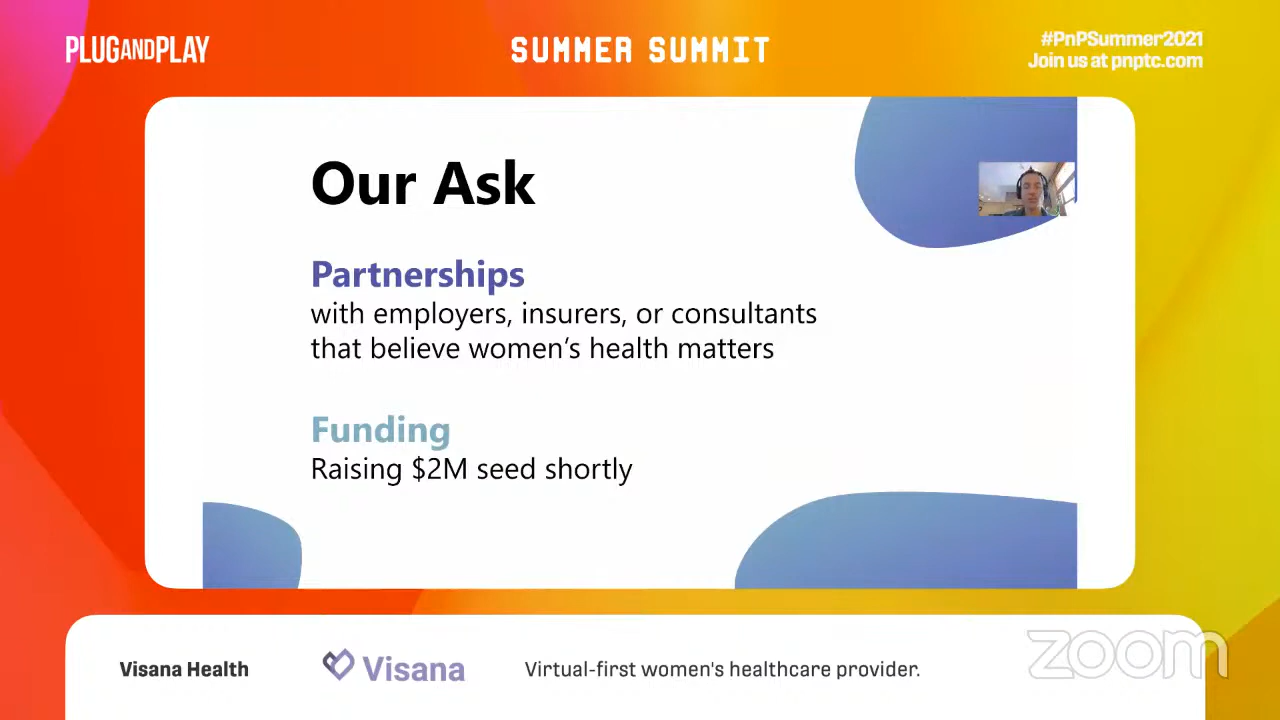 PLUGANDPLAY
SUMMER SUMMIT
#PnPSummer2021
Join us at pnptc.com
Our Ask
Partnerships
with employers, insurers, or consultants
that believe women’s health matters
Funding
Raising $2M seed shortly
Visana Health
Visana
Virtual-first women's healthcare provider.
zoom